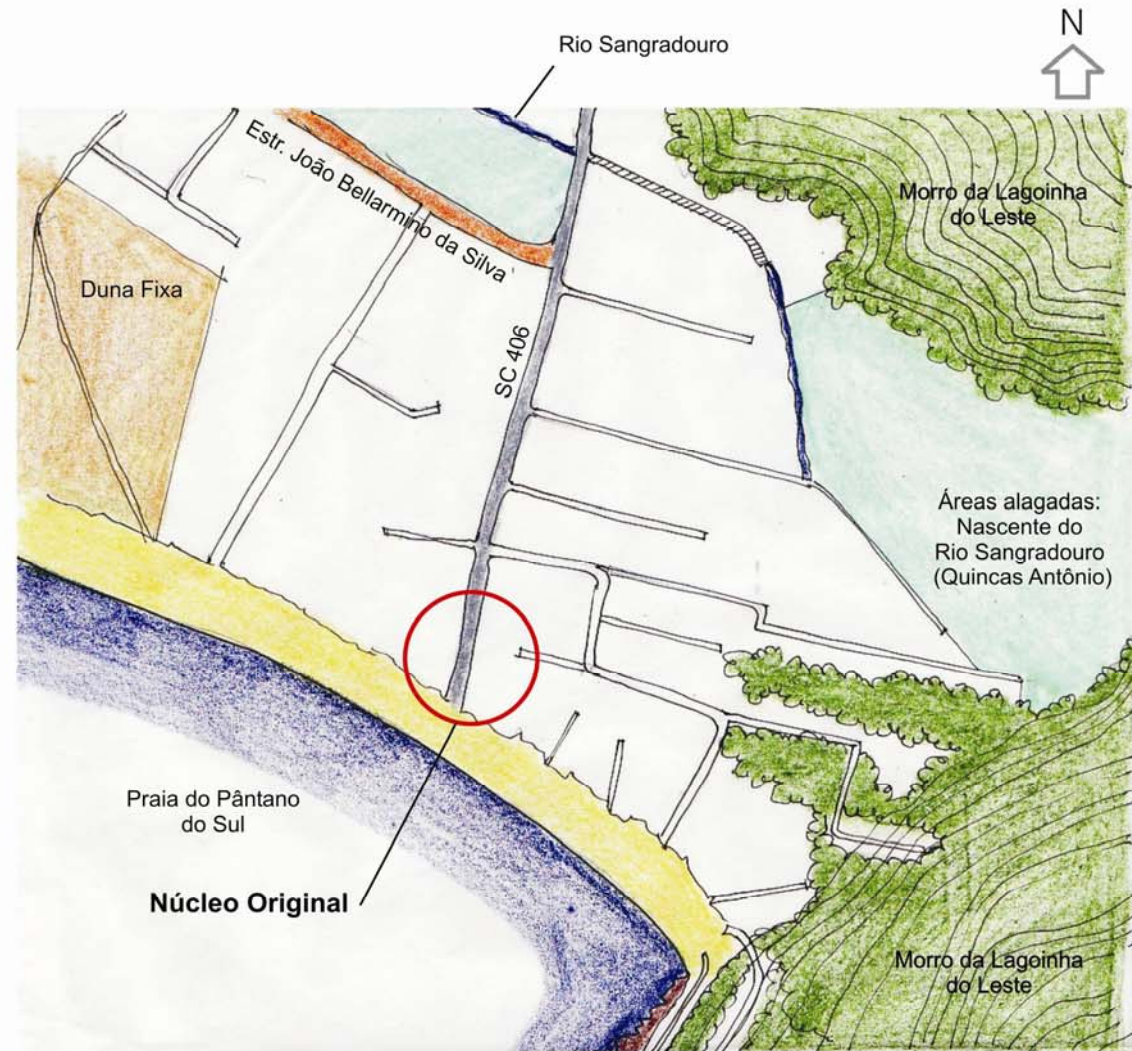 N
Rio Sangradouro
Estr. João Bellarmino da Silva
Morro da Lagoinha
do Leste
Duna Fixa
SC 406
Áreas alagadas:
Nascente do
Rio Sangradouro
(Quincas Antônio)
Praia do Pântano
do Sul
Núcleo Original
Morro da Lagoinha
do Leste